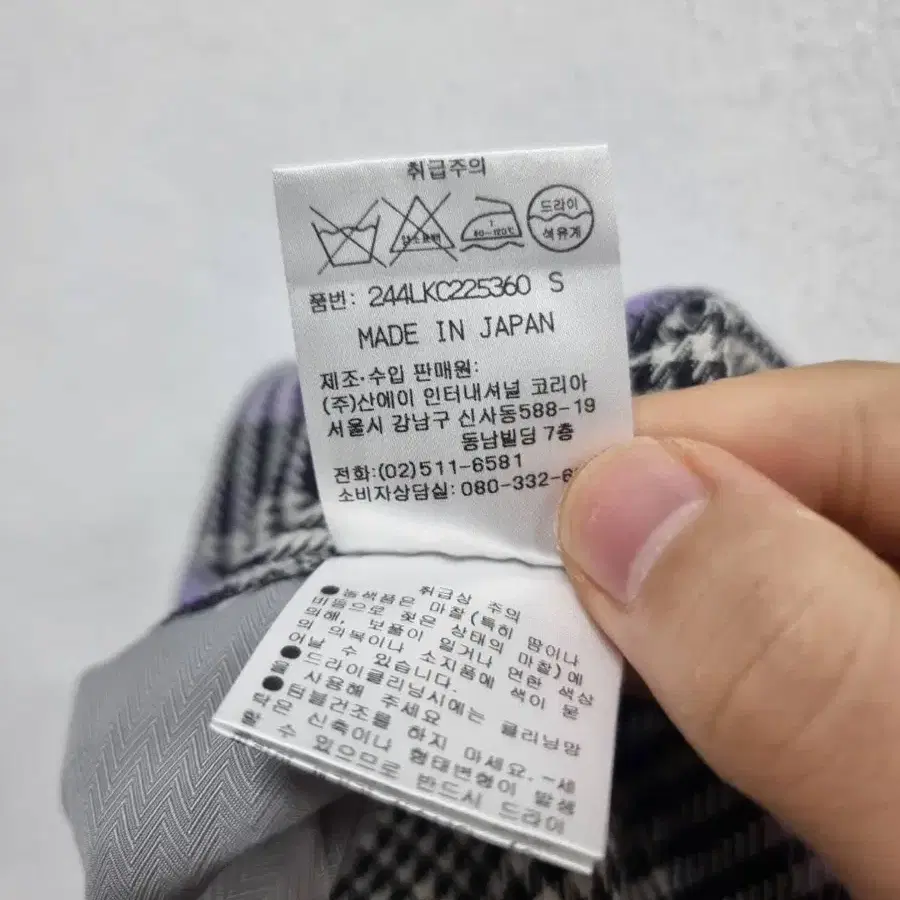 취급주의
염소표백
1
80~120℃
드라이
석유계
품번: 244LKC225360 S
MADE IN JAPAN
제조·수입 판매원:
(주)산에이 인터내셔널 코리아
서울시 강남구 신사동588-19
동남빌딩 7층
전화:(02)511-6581
소비자상담실: 080-332-6
취급상 주의
●농색품은 마찰(특히 땀이나
비등으로 젖은 상태의 마찰)에
의해, 보풀이 일거나 색상
의 의복이나 소지품에 색이 묻
어날 수 있습니다.
●드라이클리닝시에는 클리닝망
을 사용해 주세요
●텀블건조를 하지 마세요.-세
탁은 신축이나 형태변형이 발생
할 수 있으므로 반드시 드라이